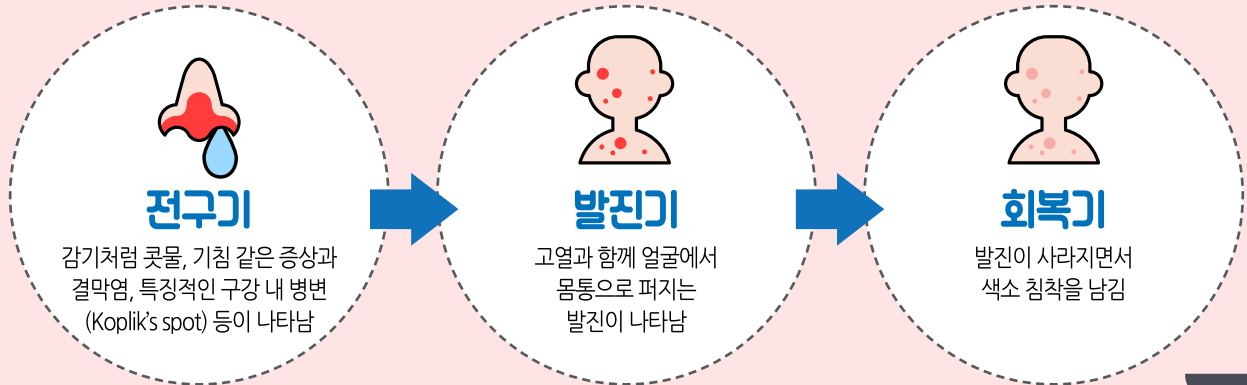 전구기
감기처럼 콧물, 기침 같은 증상과
결막염, 특징적인 구강 내 병변
(Koplik’s spot) 등이 나타남
발진기
고열과 함께 얼굴에서
몸통으로 퍼지는
발진이 나타남
회복기
발진이 사라지면서
색소 침착을 남김